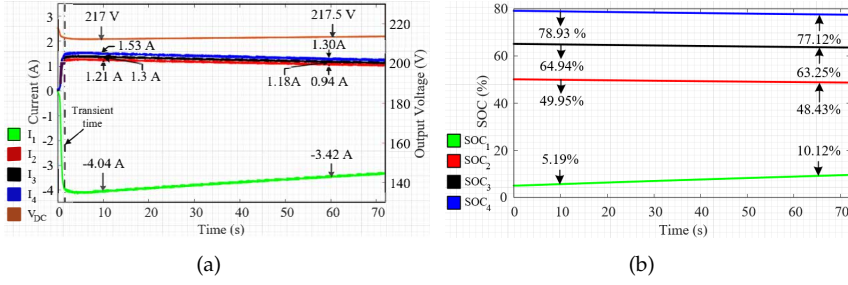 217 V
217.5 V
1.53 A
1.30A
1.21 A
1.3 A
1.18A
0.94 A
Transient
time
-4.04 A
-3.42 A
Current (A)
Output Voltage (V)
3
2
1
0
-1
-2
-3
-4
220
200
180
160
140
I1
I2
I3
I4
VDC
0
10
20
30
40
50
60
70
Time (s)
(a)
80
60
40
20
0
SOC (%)
78.93 %
77.12%
64.94%
63.25%
49.95%
48.43%
5.19%
10.12%
SOC1
SOC2
SOC3
SOC4
0
10
20
30
40
50
60
70
Time (s)
(b)